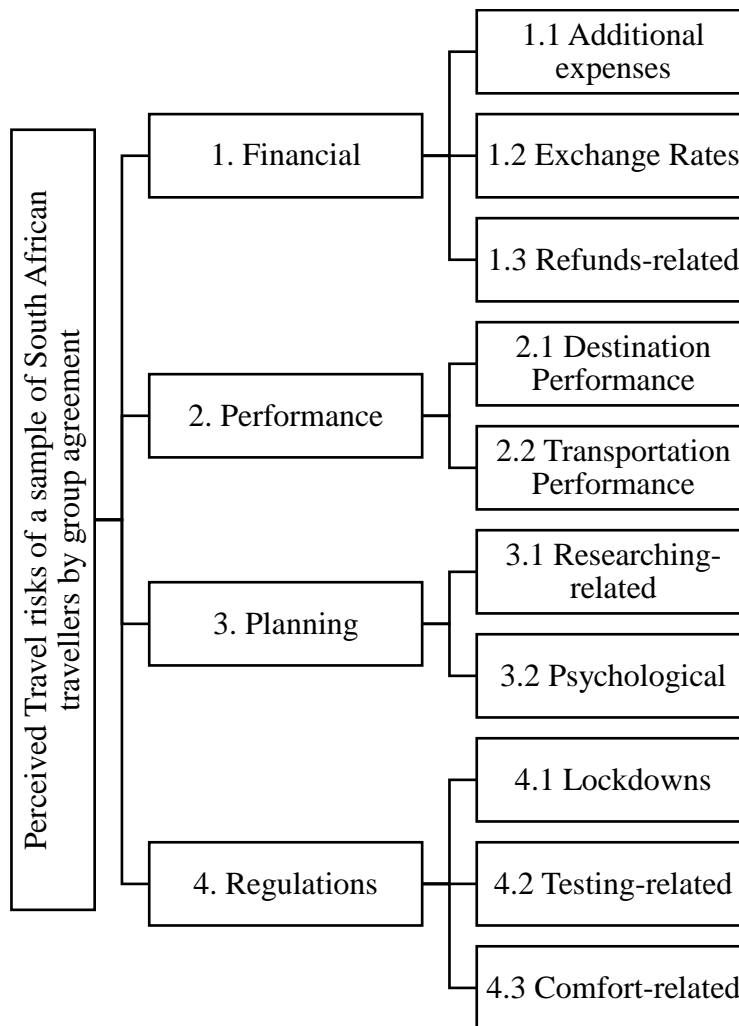 Perceived Travel risks of a sample of South African
travellers by group agreement
1. Financial
1.1 Additional
expenses
1.2 Exchange Rates
1.3 Refunds-related
2. Performance
2.1 Destination
Performance
2.2 Transportation
Performance
3. Planning
3.1 Researching-
related
3.2 Psychological
4. Regulations
4.1 Lockdowns
4.2 Testing-related
4.3 Comfort-related